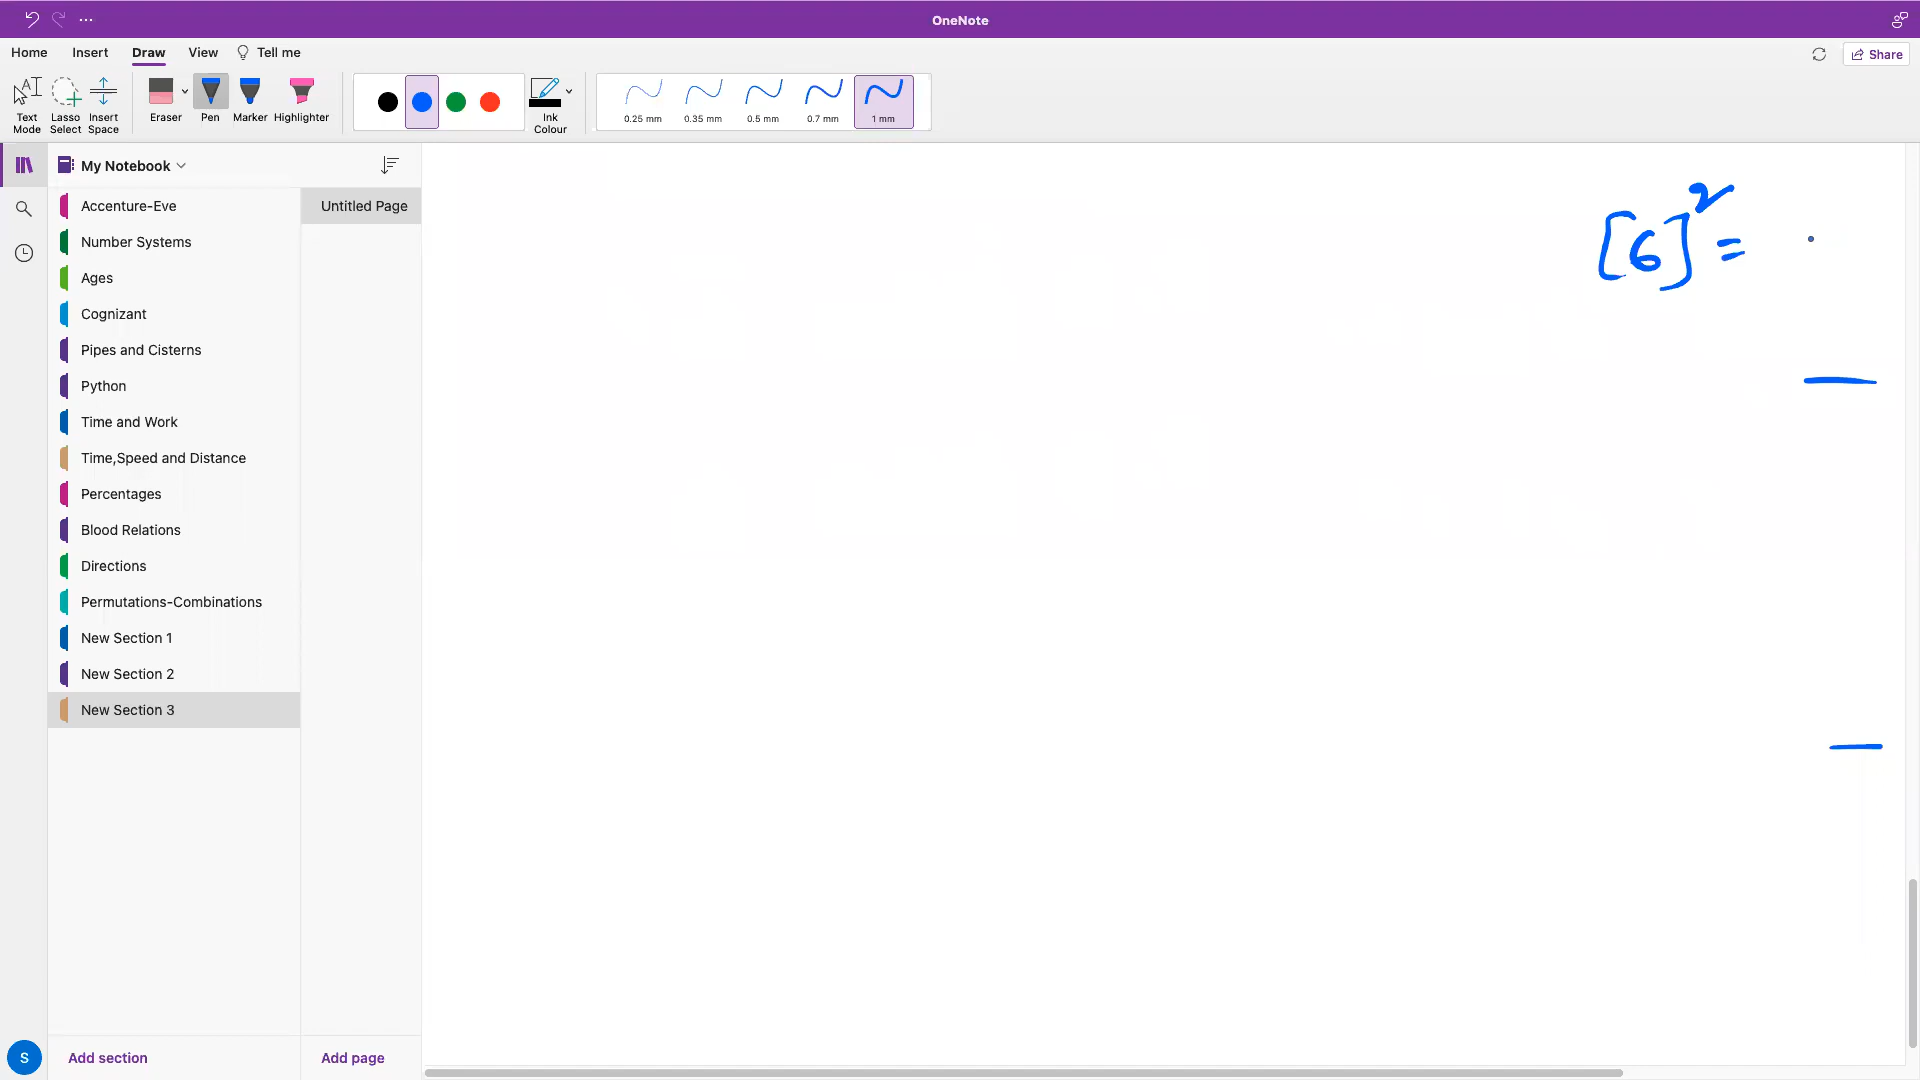 OneNote
Home Insert Draw View Tell me Share
Text Mode
Lasso Select
Insert Space
Eraser
Pen
Marker
Highlighter
Ink Colour
0.25 mm
0.35 mm
0.5 mm
0.7 mm
1 mm
My Notebook
Accenture-Eve
Number Systems
Ages
Cognizant
Pipes and Cisterns
Python
Time and Work
Time,Speed and Distance
Percentages
Blood Relations
Directions
Permutations-Combinations
New Section 1
New Section 2
New Section 3
Add section
S
Untitled Page
Add page
[6]² =